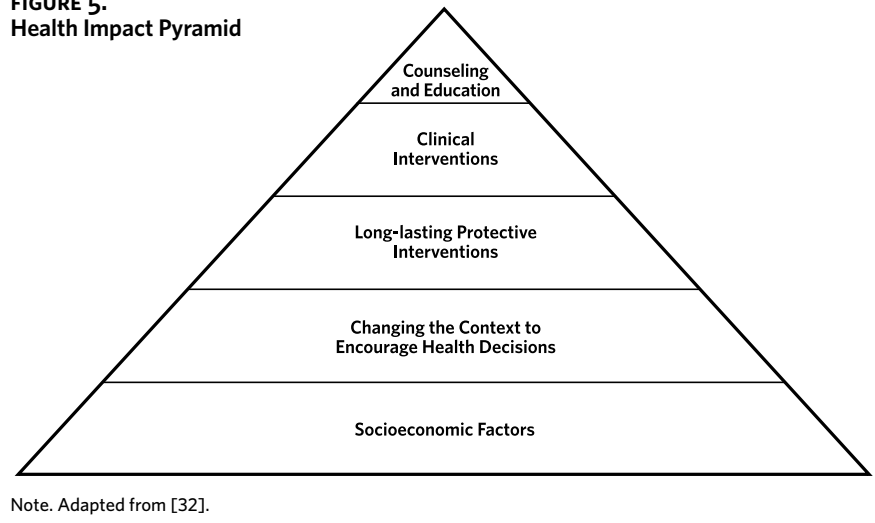 FIGURE 5.
Health Impact Pyramid
Counseling
and Education
Clinical
Interventions
Long-lasting Protective
Interventions
Changing the Context to
Encourage Health Decisions
Socioeconomic Factors
Note. Adapted from [32].